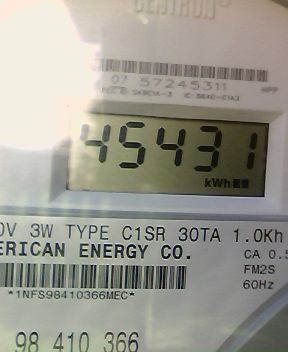 CENTRON®
07 57245311 HPP
45431
kWh
0V 3W TYPE C1SR 30TA 1.0Kh
ERICAN ENERGY CO.
CA 0.5
FM2S
*1NFS98410366MEC*
60Hz
98 410 366